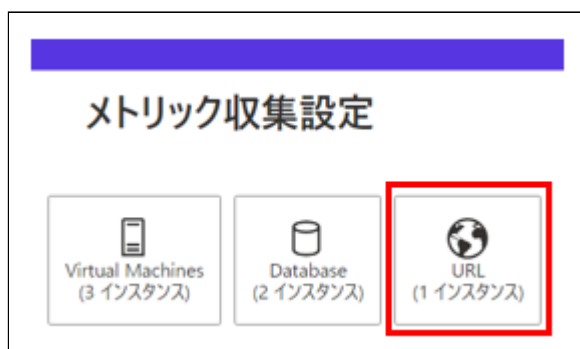 メトリック収集設定
Virtual Machines
(3 インスタンス)
Database
(2 インスタンス)
URL
(1 インスタンス)